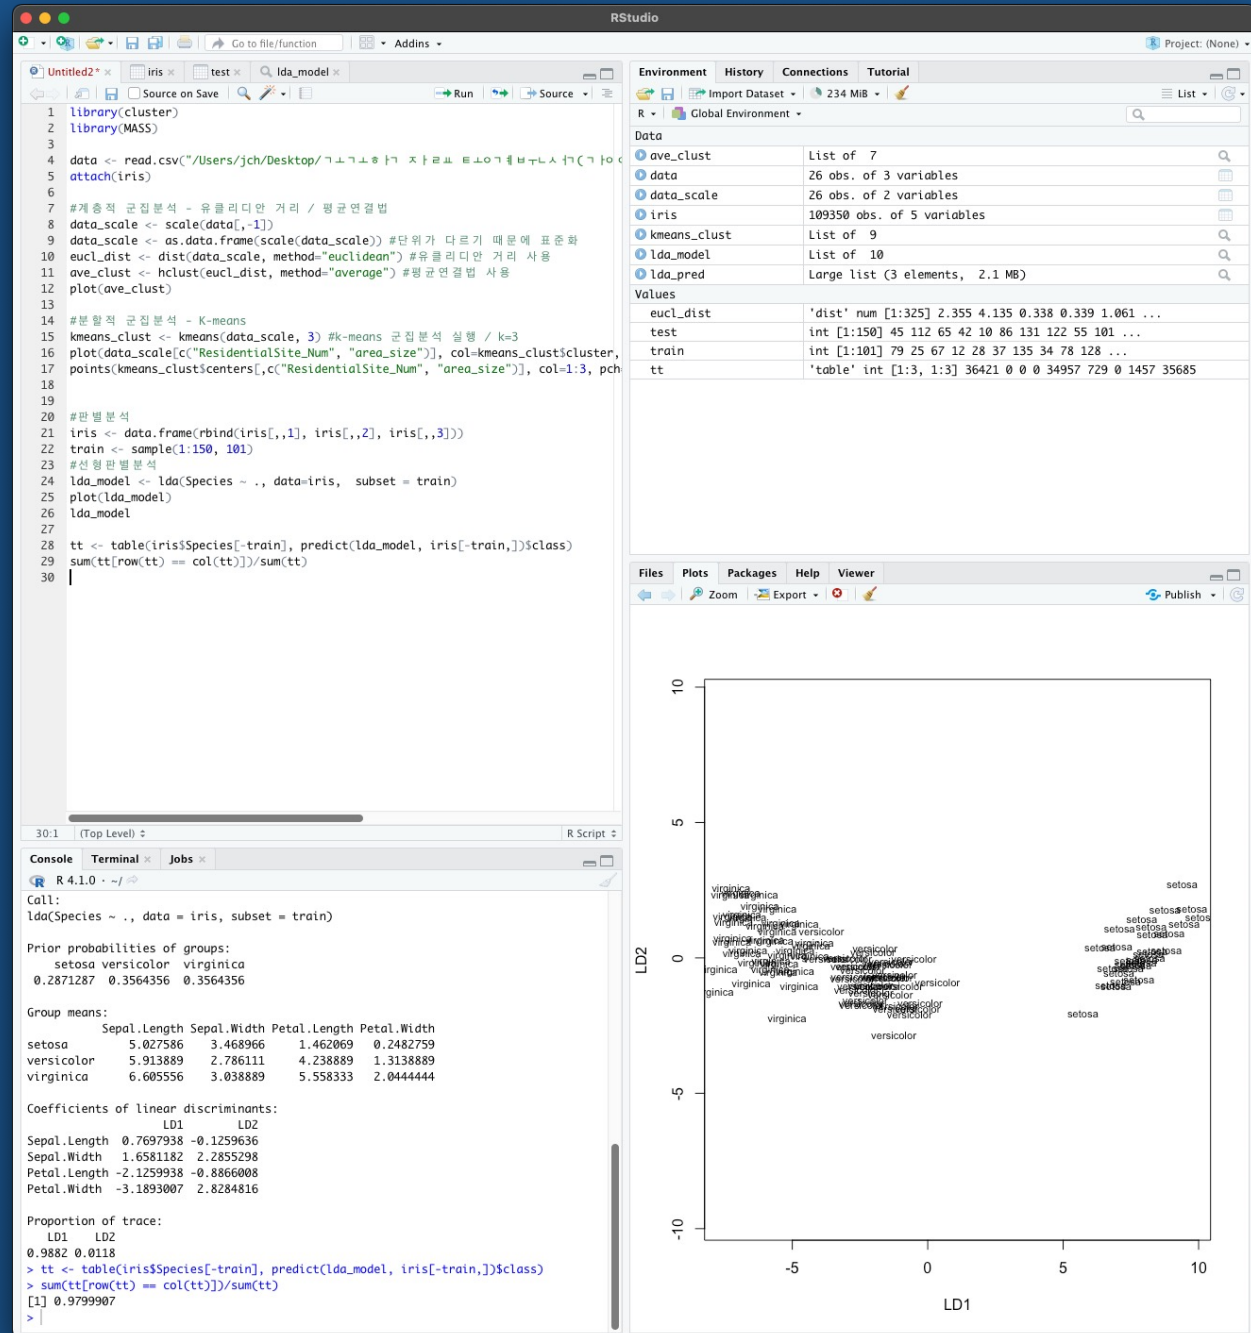 RStudio
Go to file/function
Addins
Project: (None)
Untitled2*
iris
test
lda_model
Source on Save
Run
Source
1 library(cluster)
2 library(MASS)
3
4 data <- read.csv("/Users/jch/Desktop/
5 attach(iris)
6
7 #계층적 군집분석 - 유클리디안 거리 / 평균연결법
8 data_scale <- scale(data[,-1])
9 data_scale <- as.data.frame(scale(data_scale)) #단위가 다르기 때문에 표준화
10 eucl_dist <- dist(data_scale, method="euclidean") #유클리디안 거리 사용
11 ave_clust <- hclust(eucl_dist, method="average") #평균연결법 사용
12 plot(ave_clust)
13
14 #분할적 군집분석 - K-means
15 kmeans_clust <- kmeans(data_scale, 3) #k-means 군집분석 실행 / k=3
16 plot(data_scale[c("ResidentialSite_Num", "area_size")], col=kmeans_clust$cluster,
17 points(kmeans_clust$centers[,c("ResidentialSite_Num", "area_size")], col=1:3, pch
18
19
20 #판별분석
21 iris <- data.frame(rbind(iris[,,1], iris[,,2], iris[,,3]))
22 train <- sample(1:150, 101)
23 #선형판별분석
24 lda_model <- lda(Species ~ ., data=iris,  subset = train)
25 plot(lda_model)
26 lda_model
27
28 tt <- table(iris$Species[-train], predict(lda_model, iris[-train,])$class)
29 sum(tt[row(tt) == col(tt)])/sum(tt)
30
30:1 (Top Level)
R Script
Console Terminal Jobs
R 4.1.0 · ~/
Call:
lda(Species ~ ., data = iris, subset = train)
Prior probabilities of groups:
setosa versicolor virginica
0.2871287 0.3564356 0.3564356
Group means:
Sepal.Length Sepal.Width Petal.Length Petal.Width
setosa 5.027586 3.468966 1.462069 0.2482759
versicolor 5.913889 2.786111 4.238889 1.3138889
virginica 6.605556 3.038889 5.558333 2.0444444
Coefficients of linear discriminants:
LD1 LD2
Sepal.Length 0.7697938 -0.1259636
Sepal.Width 1.6581182 2.2855298
Petal.Length -2.1259938 -0.8866008
Petal.Width -3.1893007 2.8284816
Proportion of trace:
LD1 LD2
0.9882 0.0118
> tt <- table(iris$Species[-train], predict(lda_model, iris[-train,])$class)
> sum(tt[row(tt) == col(tt)])/sum(tt)
[1] 0.9799907
>
Environment History Connections Tutorial
Import Dataset 234 MiB
List
R Global Environment
Data
ave_clust List of 7
data 26 obs. of 3 variables
data_scale 26 obs. of 2 variables
iris 109350 obs. of 5 variables
kmeans_clust List of 9
lda_model List of 10
lda_pred Large list (3 elements, 2.1 MB)
Values
eucl_dist 'dist' num [1:325] 2.355 4.135 0.338 0.339 1.061 ...
test int [1:150] 45 112 65 42 10 86 131 122 55 101 ...
train int [1:101] 79 25 67 12 28 37 135 34 78 128 ...
tt 'table' int [1:3, 1:3] 36421 0 0 0 34957 729 0 1457 35685
Files Plots Packages Help Viewer
Zoom Export
Publish
10
5
0
-5
-10
LD2
virginica
virginica
virginica
virginica
virginica
versicolor
versicolor
versicolor
versicolor
versicolor
setosa
setosa
setosa
setosa
setosa
-5 0 5 10
LD1